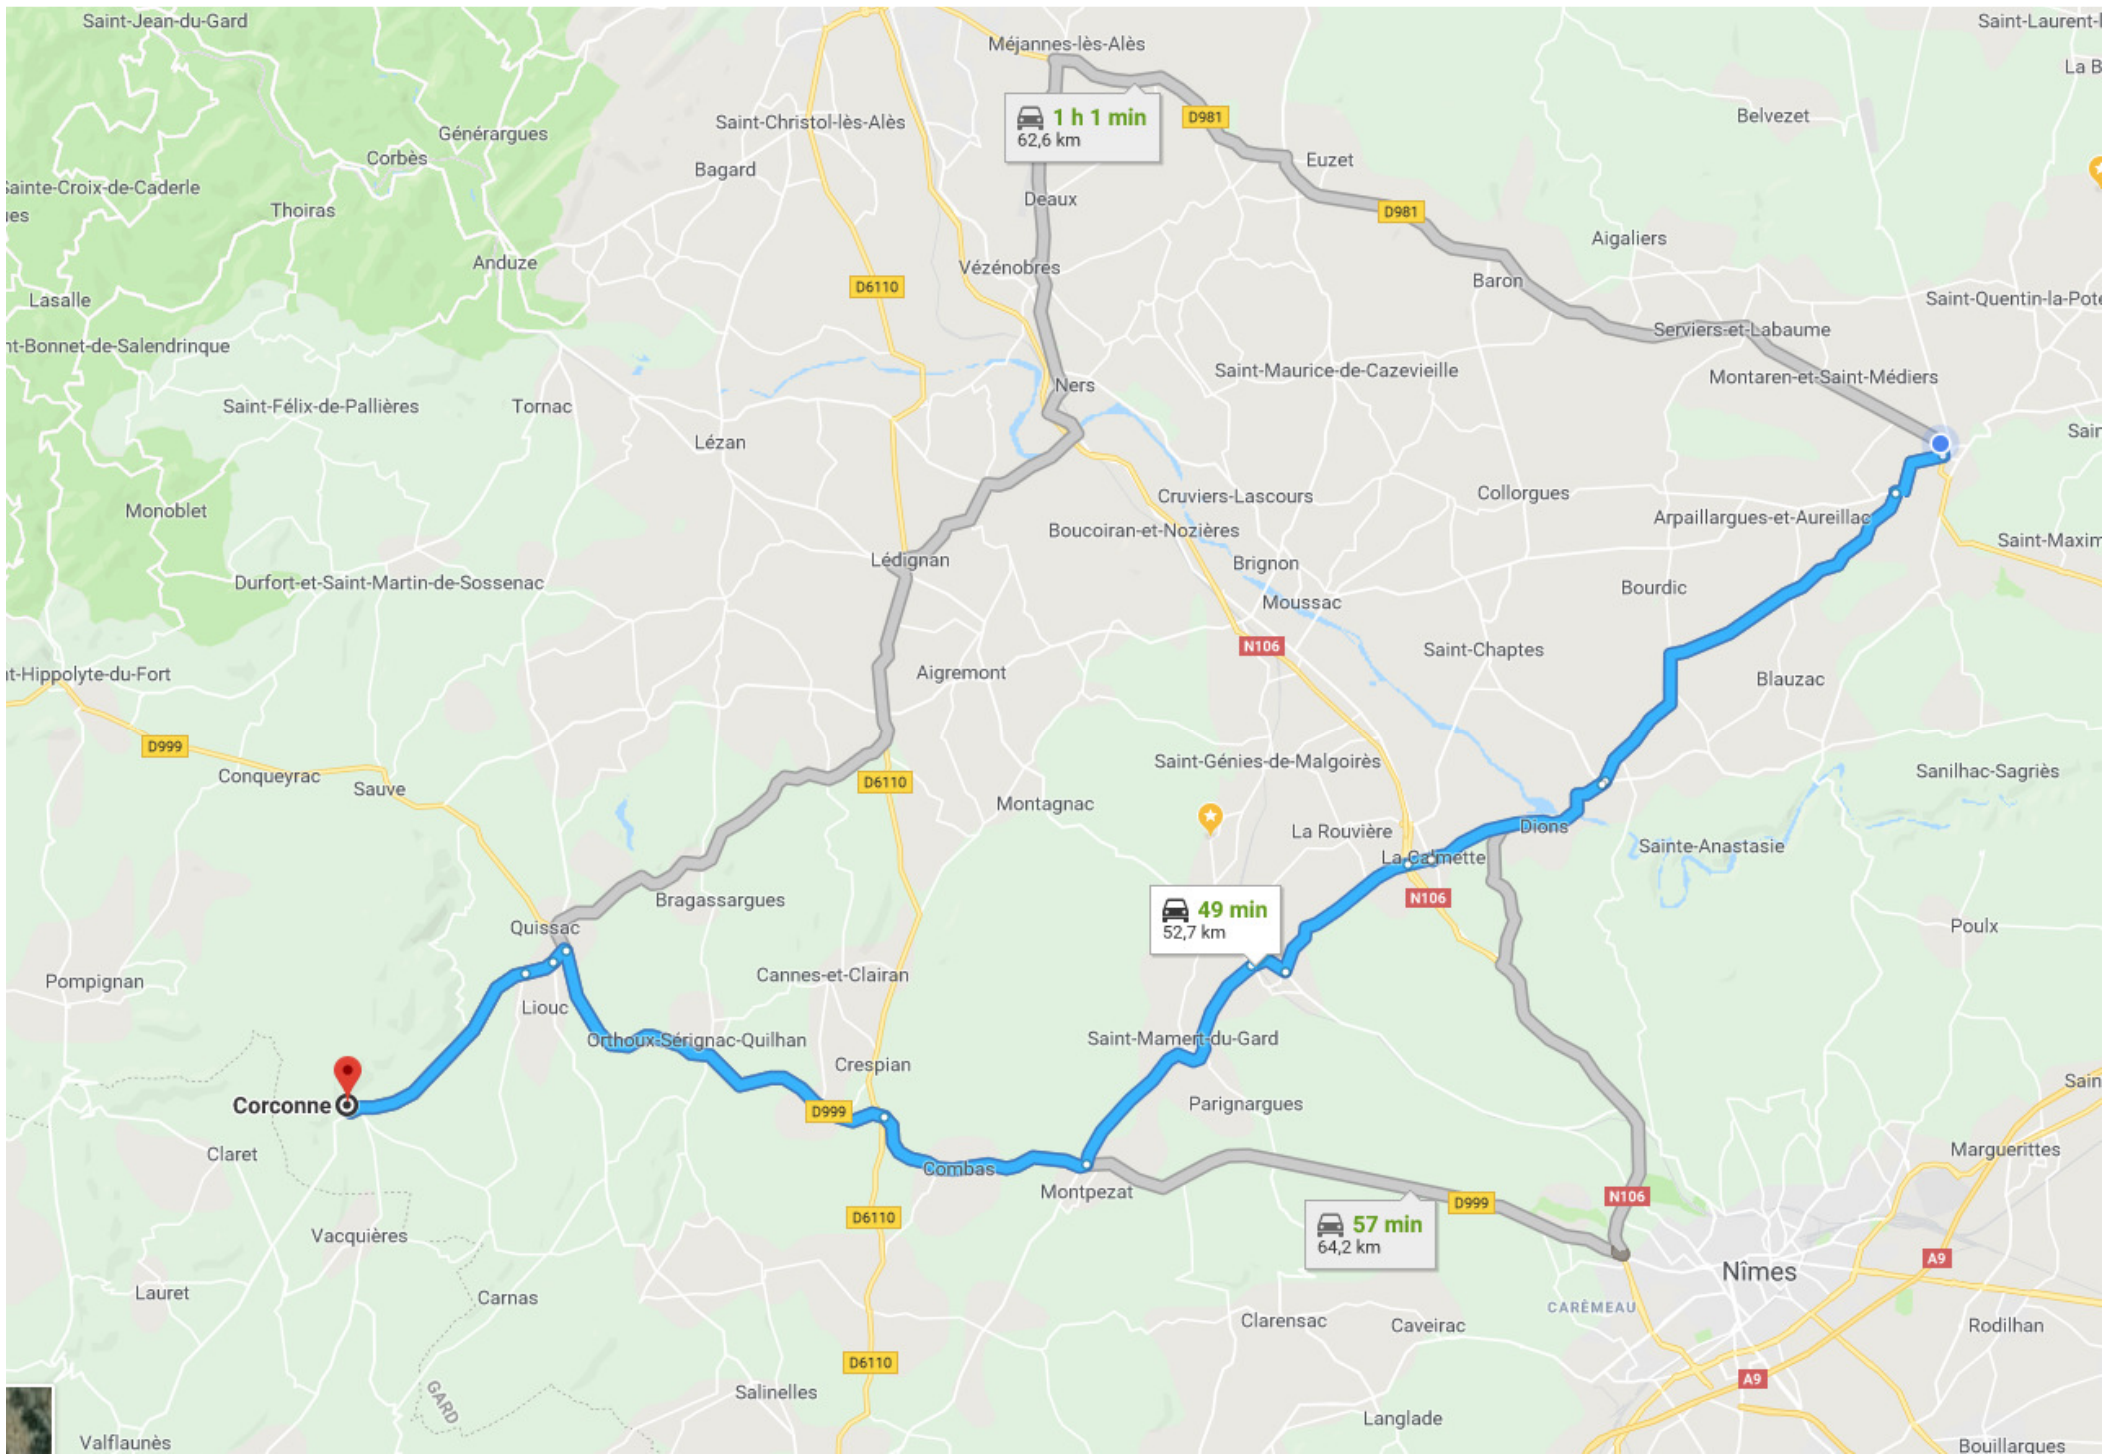 Saint-Jean-du-Gard
Méjannes-lès-Alès
Saint-Laurent-l
La B
1 h 1 min
62,6 km
D981
Belvezet
Saint-Christol-lès-Alès
Générargues
Corbès
Bagard
Euzet
Sainte-Croix-de-Caderle
ues
Thoiras
Deaux
D981
Aigaliers
Anduze
Vézénobres
Baron
D6110
Lasalle
Saint-Quentin-la-Pote
Serviers-et-Labaume
nt-Bonnet-de-Salendrinque
Saint-Maurice-de-Cazevieille
Montaren-et-Saint-Médiers
Ners
Saint-Félix-de-Pallières
Tornac
Lézan
Sain
Cruviers-Lascours
Collorgues
Monoblet
Arpaillargues-et-Aureillac
Boucoiran-et-Nozières
Saint-Maxim
Lédignan
Brignon
Durfort-et-Saint-Martin-de-Sossenac
Bourdic
Moussac
N106
Saint-Chaptes
nt-Hippolyte-du-Fort
Aigremont
Blauzac
D999
Conqueyrac
Sauve
D6110
Saint-Génies-de-Malgoirès
Sanilhac-Sagriès
Montagnac
La Rouvière
Dions
Sainte-Anastasie
La Calmette
N106
Bragassargues
49 min
52,7 km
Quissac
Poulx
Pompignan
Cannes-et-Clairan
Liouc
Orthoux-Sérignac-Quilhan
Saint-Mamert-du-Gard
Crespian
Sain
Corconne
D999
Parignargues
Claret
Combas
Marguerittes
Montpezat
D999
N106
D6110
57 min
64,2 km
Vacquières
A9
Nîmes
Lauret
Carnas
CARÊMEAU
Clarensac
Caveirac
Rodilhan
D6110
A9
Salinelles
GARD
Langlade
Valflaunès
Bouillargues